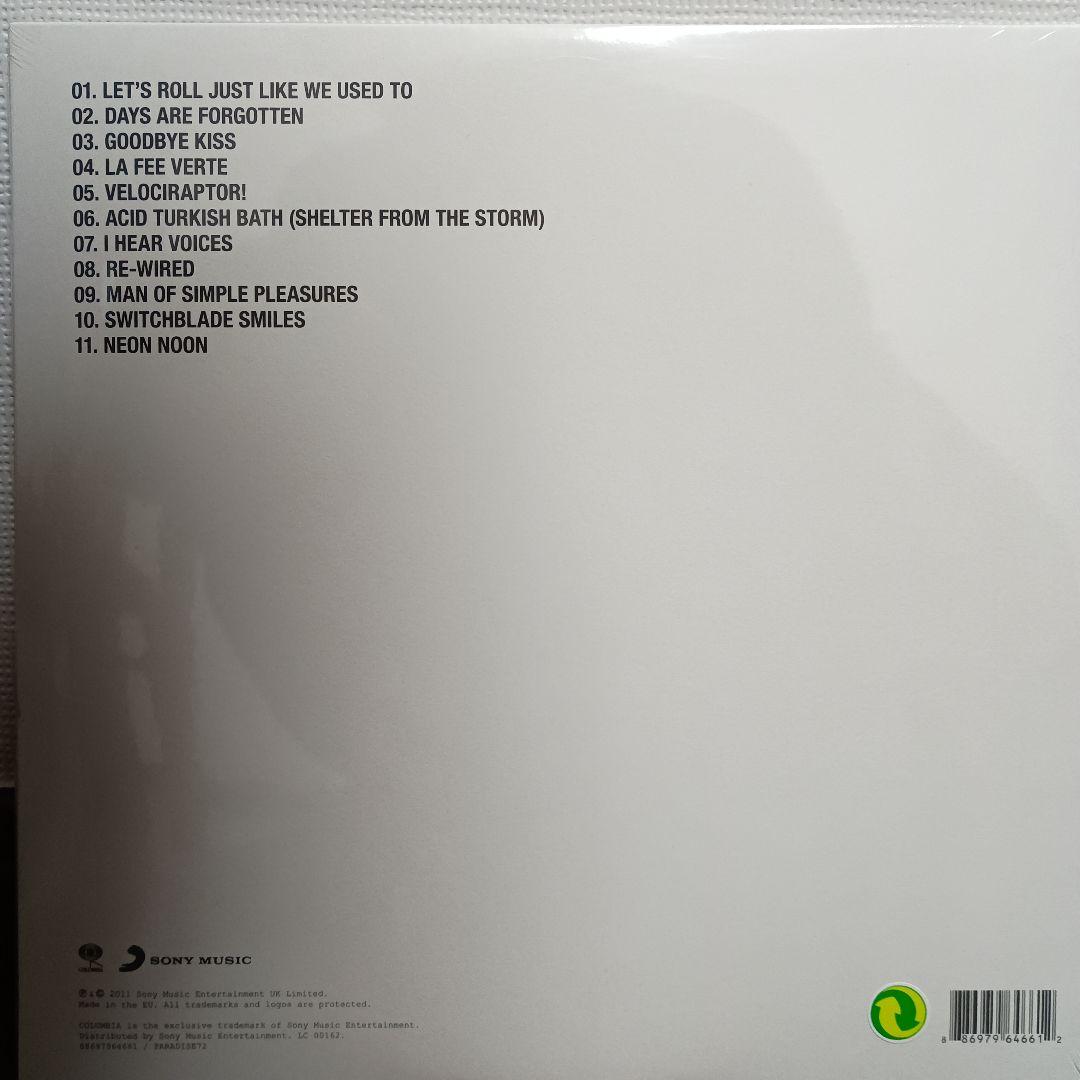 01. LET'S ROLL JUST LIKE WE USED TO
02. DAYS ARE FORGOTTEN
03. GOODBYE KISS
04. LA FEE VERTE
05. VELOCIRAPTOR!
06. ACID TURKISH BATH (SHELTER FROM THE STORM)
07. I HEAR VOICES
08. RE-WIRED
09. MAN OF SIMPLE PLEASURES
10. SWITCHBLADE SMILES
11. NEON NOON
COLUMBIA
SONY MUSIC
℗ & © 2011 Sony Music Entertainment UK Limited.
Made in the EU. All trademarks and logos are protected.
COLUMBIA is the exclusive trademark of Sony Music Entertainment.
Distributed by Sony Music Entertainment. LC 00162.
88697964661 / PARADISE72
8 86979 64661 2